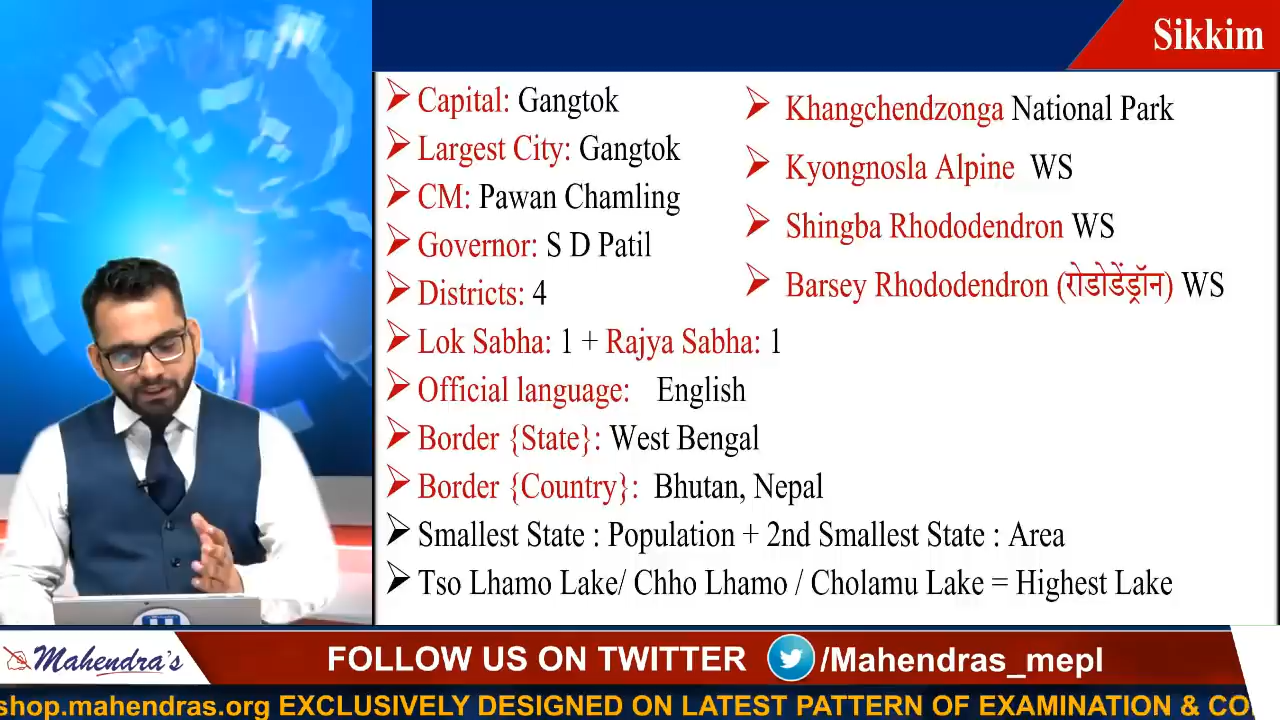 Sikkim
Capital: Gangtok
Largest City: Gangtok
CM: Pawan Chamling
Governor: S D Patil
Districts: 4
Lok Sabha: 1 + Rajya Sabha: 1
Official language: English
Border {State}: West Bengal
Border {Country}: Bhutan, Nepal
Smallest State : Population + 2nd Smallest State : Area
Tso Lhamo Lake/ Chho Lhamo / Cholamu Lake = Highest Lake
Khangchendzonga National Park
Kyongnosla Alpine WS
Shingba Rhododendron WS
Barsey Rhododendron (रोडोडेंड्रॉन) WS
Mahendra's
FOLLOW US ON TWITTER /Mahendras_mepl
shop.mahendras.org EXCLUSIVELY DESIGNED ON LATEST PATTERN OF EXAMINATION & CO